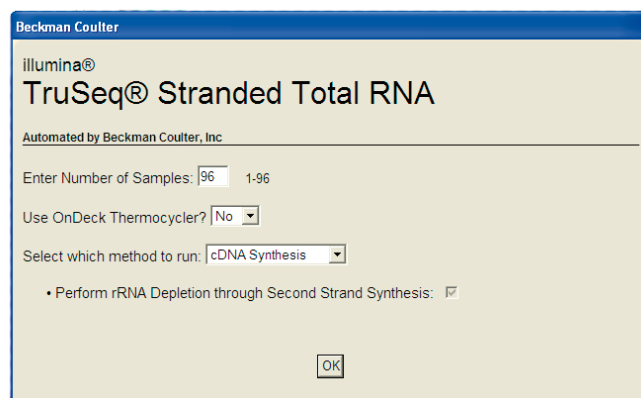 Beckman Coulter
illumina®
TruSeq® Stranded Total RNA
Automated by Beckman Coulter, Inc
Enter Number of Samples: 96 1-96
Use OnDeck Thermocycler? No
Select which method to run: cDNA Synthesis
• Perform rRNA Depletion through Second Strand Synthesis:
OK